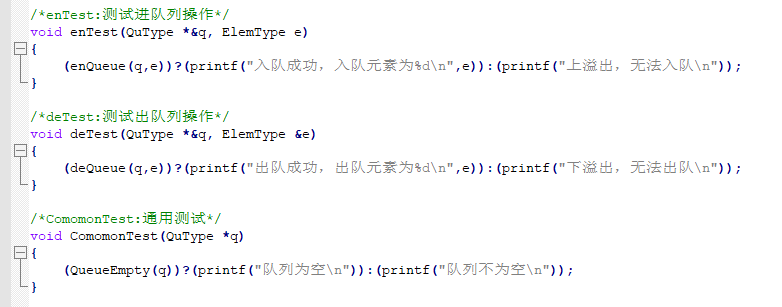 /*enTest:测试进队列操作*/
void enTest(QuType *&q, ElemType e)
{
    (enQueue(q,e))?(printf("入队成功，入队元素为%d\n",e)):(printf("上溢出，无法入队\n"));
}
/*deTest:测试出队列操作*/
void deTest(QuType *&q, ElemType &e)
{
    (deQueue(q,e))?(printf("出队成功，出队元素为%d\n",e)):(printf("下溢出，无法出队\n"));
}
/*ComomonTest:通用测试*/
void ComomonTest(QuType *q)
{
    (QueueEmpty(q))?(printf("队列为空\n")):(printf("队列不为空\n"));
}